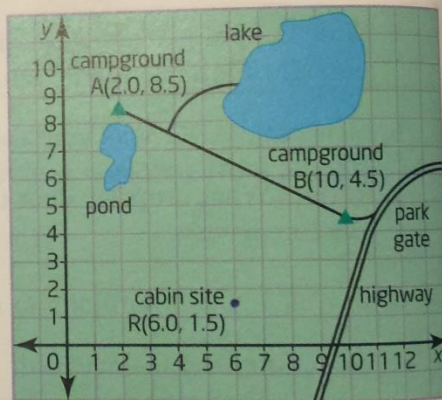 y
lake
campground
A(2.0, 8.5)
10
9
8
7
6
5
4
3
2
1
campground
B(10, 4.5)
pond
park
gate
cabin site
R(6.0, 1.5)
highway
0 1 2 3 4 5 6 7 8 9 10 11 12 x